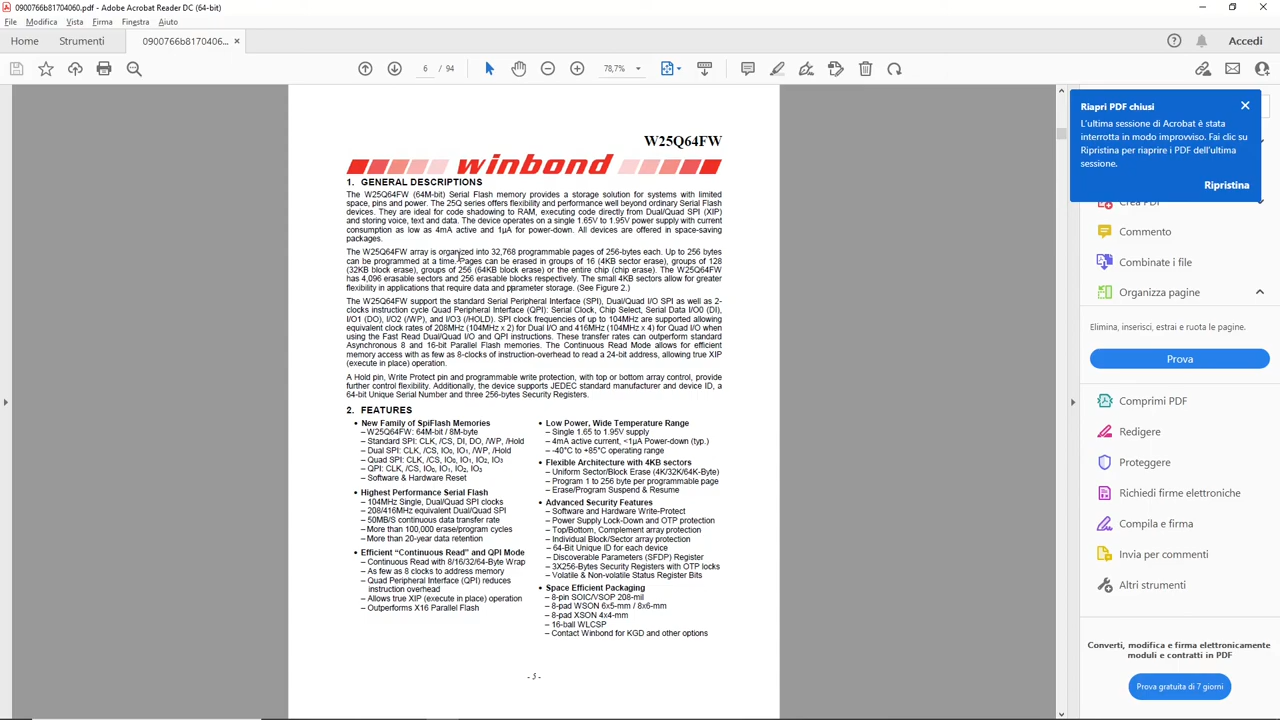 0900766b81704060.pdf - Adobe Acrobat Reader DC (64-bit)
File Modifica Vista Firma Finestra Aiuto
Home Strumenti 0900766b8170406... × Accedi
6 / 94 78,7%
W25Q64FW
winbond
1. GENERAL DESCRIPTIONS
The W25Q64FW (64M-bit) Serial Flash memory provides a storage solution for systems with limited
space, pins and power. The 25Q series offers flexibility and performance well beyond ordinary Serial Flash
devices. They are ideal for code shadowing to RAM, executing code directly from Dual/Quad SPI (XIP)
and storing voice, text and data. The device operates on a single 1.65V to 1.95V power supply with current
consumption as low as 4mA active and 1µA for power-down. All devices are offered in space-saving
packages.
The W25Q64FW array is organized into 32,768 programmable pages of 256-bytes each. Up to 256 bytes
can be programmed at a time. Pages can be erased in groups of 16 (4KB sector erase), groups of 128
(32KB block erase), groups of 256 (64KB block erase) or the entire chip (chip erase). The W25Q64FW
has 4,096 erasable sectors and 256 erasable blocks respectively. The small 4KB sectors allow for greater
flexibility in applications that require data and parameter storage. (See Figure 2.)
The W25Q64FW support the standard Serial Peripheral Interface (SPI), Dual/Quad I/O SPI as well as 2-
clocks instruction cycle Quad Peripheral Interface (QPI): Serial Clock, Chip Select, Serial Data I/O0 (DI),
I/O1 (DO), I/O2 (/WP), and I/O3 (/HOLD). SPI clock frequencies of up to 104MHz are supported allowing
equivalent clock rates of 208MHz (104MHz x 2) for Dual I/O and 416MHz (104MHz x 4) for Quad I/O when
using the Fast Read Dual/Quad I/O and QPI instructions. These transfer rates can outperform standard
Asynchronous 8 and 16-bit Parallel Flash memories. The Continuous Read Mode allows for efficient
memory access with as few as 8-clocks of instruction-overhead to read a 24-bit address, allowing true XIP
(execute in place) operation.
A Hold pin, Write Protect pin and programmable write protection, with top or bottom array control, provide
further control flexibility. Additionally, the device supports JEDEC standard manufacturer and device ID, a
64-bit Unique Serial Number and three 256-bytes Security Registers.
2. FEATURES
• New Family of SpiFlash Memories
– W25Q64FW: 64M-bit / 8M-byte
– Standard SPI: CLK, /CS, DI, DO, /WP, /Hold
– Dual SPI: CLK, /CS, IO0, IO1, /WP, /Hold
– Quad SPI: CLK, /CS, IO0, IO1, IO2, IO3
– QPI: CLK, /CS, IO0, IO1, IO2, IO3
– Software & Hardware Reset
• Highest Performance Serial Flash
– 104MHz Single, Dual/Quad SPI clocks
– 208/416MHz equivalent Dual/Quad SPI
– 50MB/S continuous data transfer rate
– More than 100,000 erase/program cycles
– More than 20-year data retention
• Efficient “Continuous Read” and QPI Mode
– Continuous Read with 8/16/32/64-Byte Wrap
– As few as 8 clocks to address memory
– Quad Peripheral Interface (QPI) reduces
instruction overhead
– Allows true XIP (execute in place) operation
– Outperforms X16 Parallel Flash
• Low Power, Wide Temperature Range
– Single 1.65 to 1.95V supply
– 4mA active current, <1µA Power-down (typ.)
– -40°C to +85°C operating range
• Flexible Architecture with 4KB sectors
– Uniform Sector/Block Erase (4K/32K/64K-Byte)
– Program 1 to 256 byte per programmable page
– Erase/Program Suspend & Resume
• Advanced Security Features
– Software and Hardware Write-Protect
– Power Supply Lock-Down and OTP protection
– Top/Bottom, Complement array protection
– Individual Block/Sector array protection
– 64-Bit Unique ID for each device
– Discoverable Parameters (SFDP) Register
– 3X256-Bytes Security Registers with OTP locks
– Volatile & Non-volatile Status Register Bits
• Space Efficient Packaging
– 8-pin SOIC/VSOP 208-mil
– 8-pad WSON 6x5-mm / 8x6-mm
– 8-pad XSON 4x4-mm
– 16-ball WLCSP
– Contact Winbond for KGD and other options
- 5 -
Riapri PDF chiusi
L'ultima sessione di Acrobat è stata
interrotta in modo improvviso. Fai clic su
Ripristina per riaprire i PDF dell'ultima
sessione.
Ripristina
Crea PDF
Commento
Combinate i file
Organizza pagine
Elimina, inserisci, estrai e ruota le pagine.
Prova
Comprimi PDF
Redigere
Proteggere
Richiedi firme elettroniche
Compila e firma
Invia per commenti
Altri strumenti
Converti, modifica e firma elettronicamente
moduli e contratti in PDF
Prova gratuita di 7 giorni